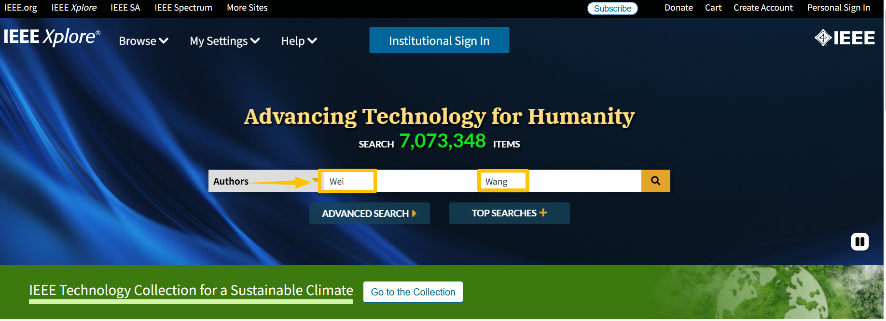 IEEE.org IEEE Xplore IEEE SA IEEE Spectrum More Sites Subscribe Donate Cart Create Account Personal Sign In
IEEE Xplore® Browse My Settings Help Institutional Sign In IEEE
Advancing Technology for Humanity
SEARCH 7,073,348 ITEMS
Authors Wei Wang
ADVANCED SEARCH TOP SEARCHES +
IEEE Technology Collection for a Sustainable Climate Go to the Collection